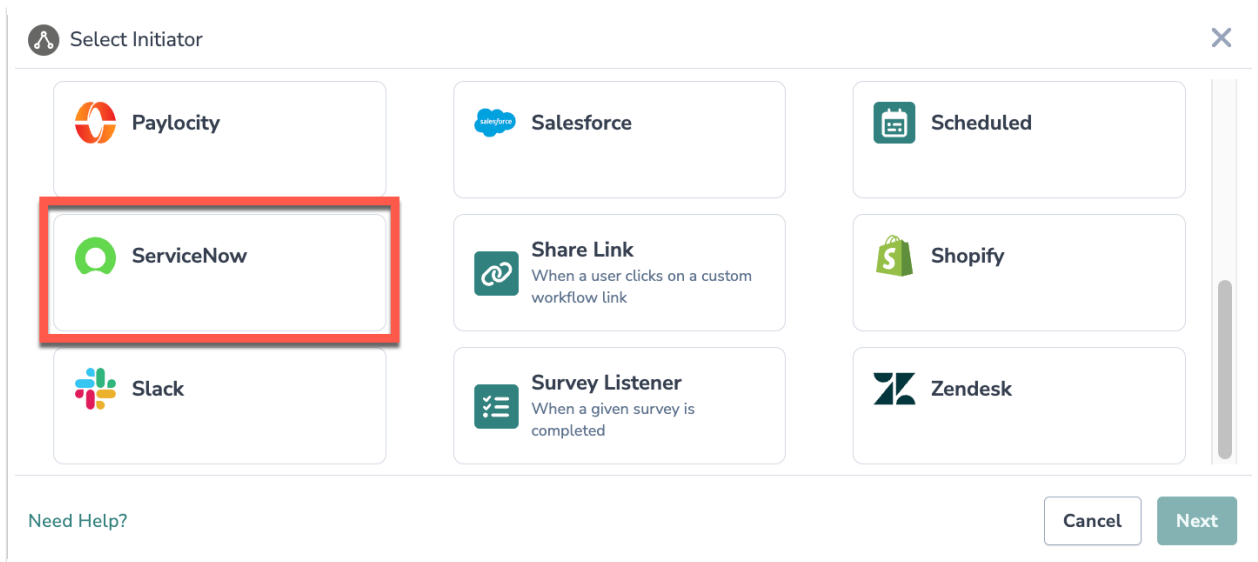 Select Initiator
Paylocity
salesforce
Salesforce
Scheduled
ServiceNow
Share Link
When a user clicks on a custom
workflow link
Shopify
Slack
Survey Listener
When a given survey is
completed
Zendesk
Need Help?
Cancel
Next